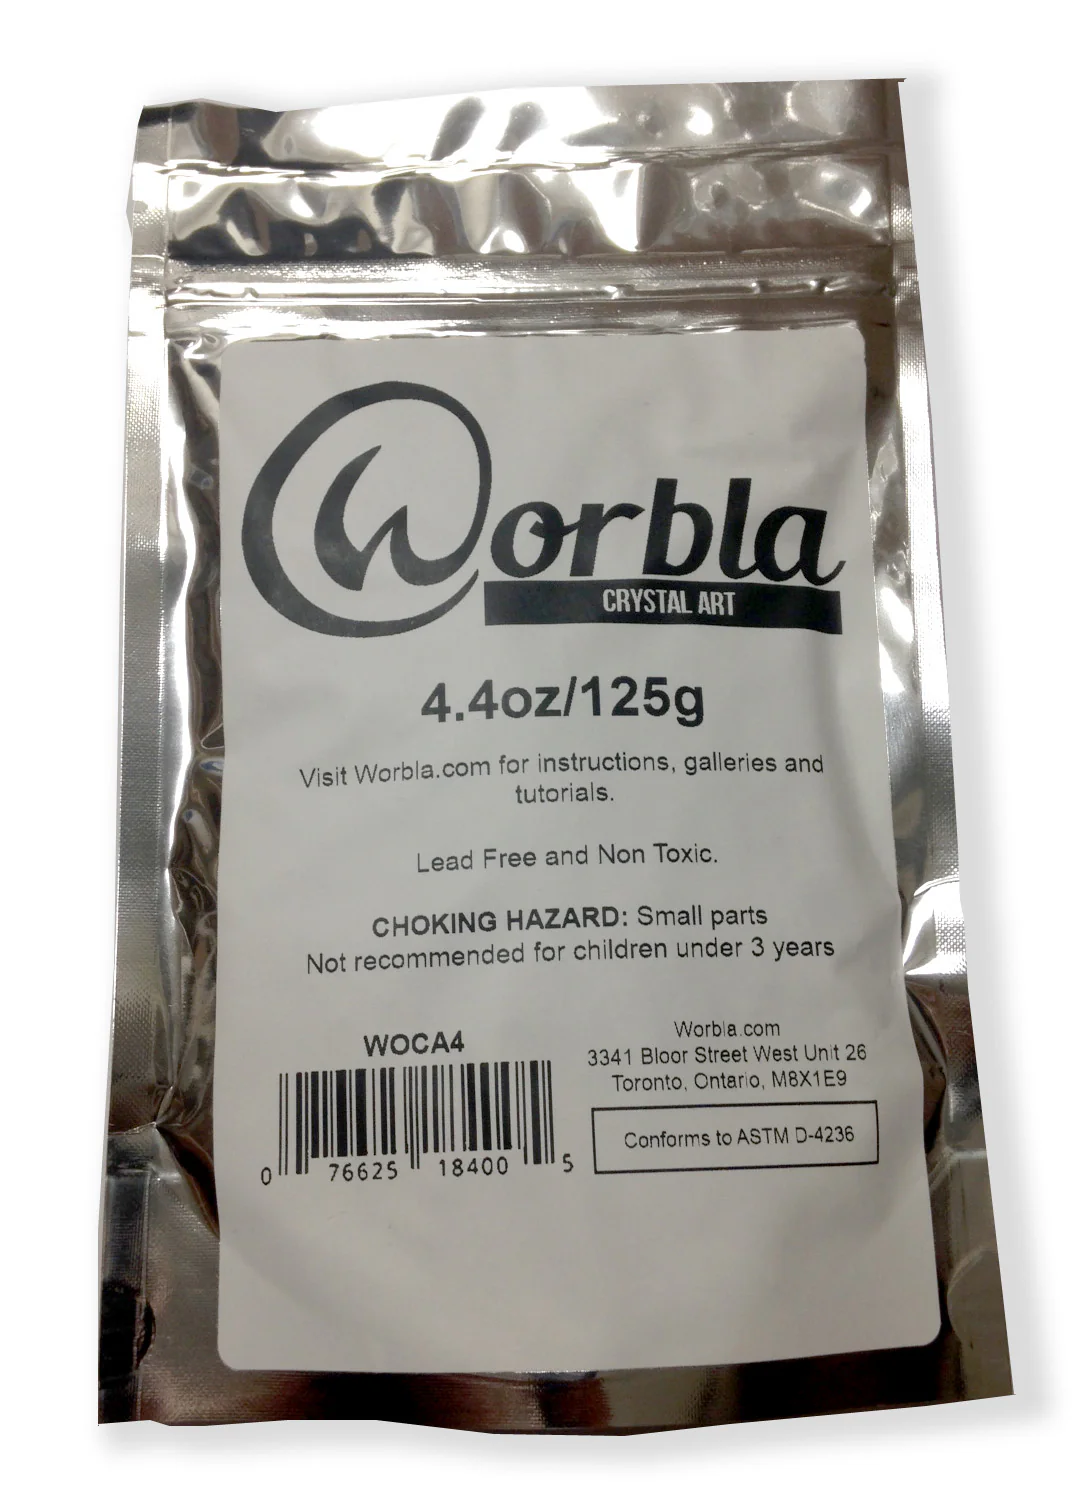 Worbla
CRYSTAL ART
4.4oz/125g
Visit Worbla.com for instructions, galleries and
tutorials.
Lead Free and Non Toxic.
CHOKING HAZARD: Small parts
Not recommended for children under 3 years
WOCA4
0 76625 18400 5
Worbla.com
3341 Bloor Street West Unit 26
Toronto, Ontario, M8X1E9
Conforms to ASTM D-4236